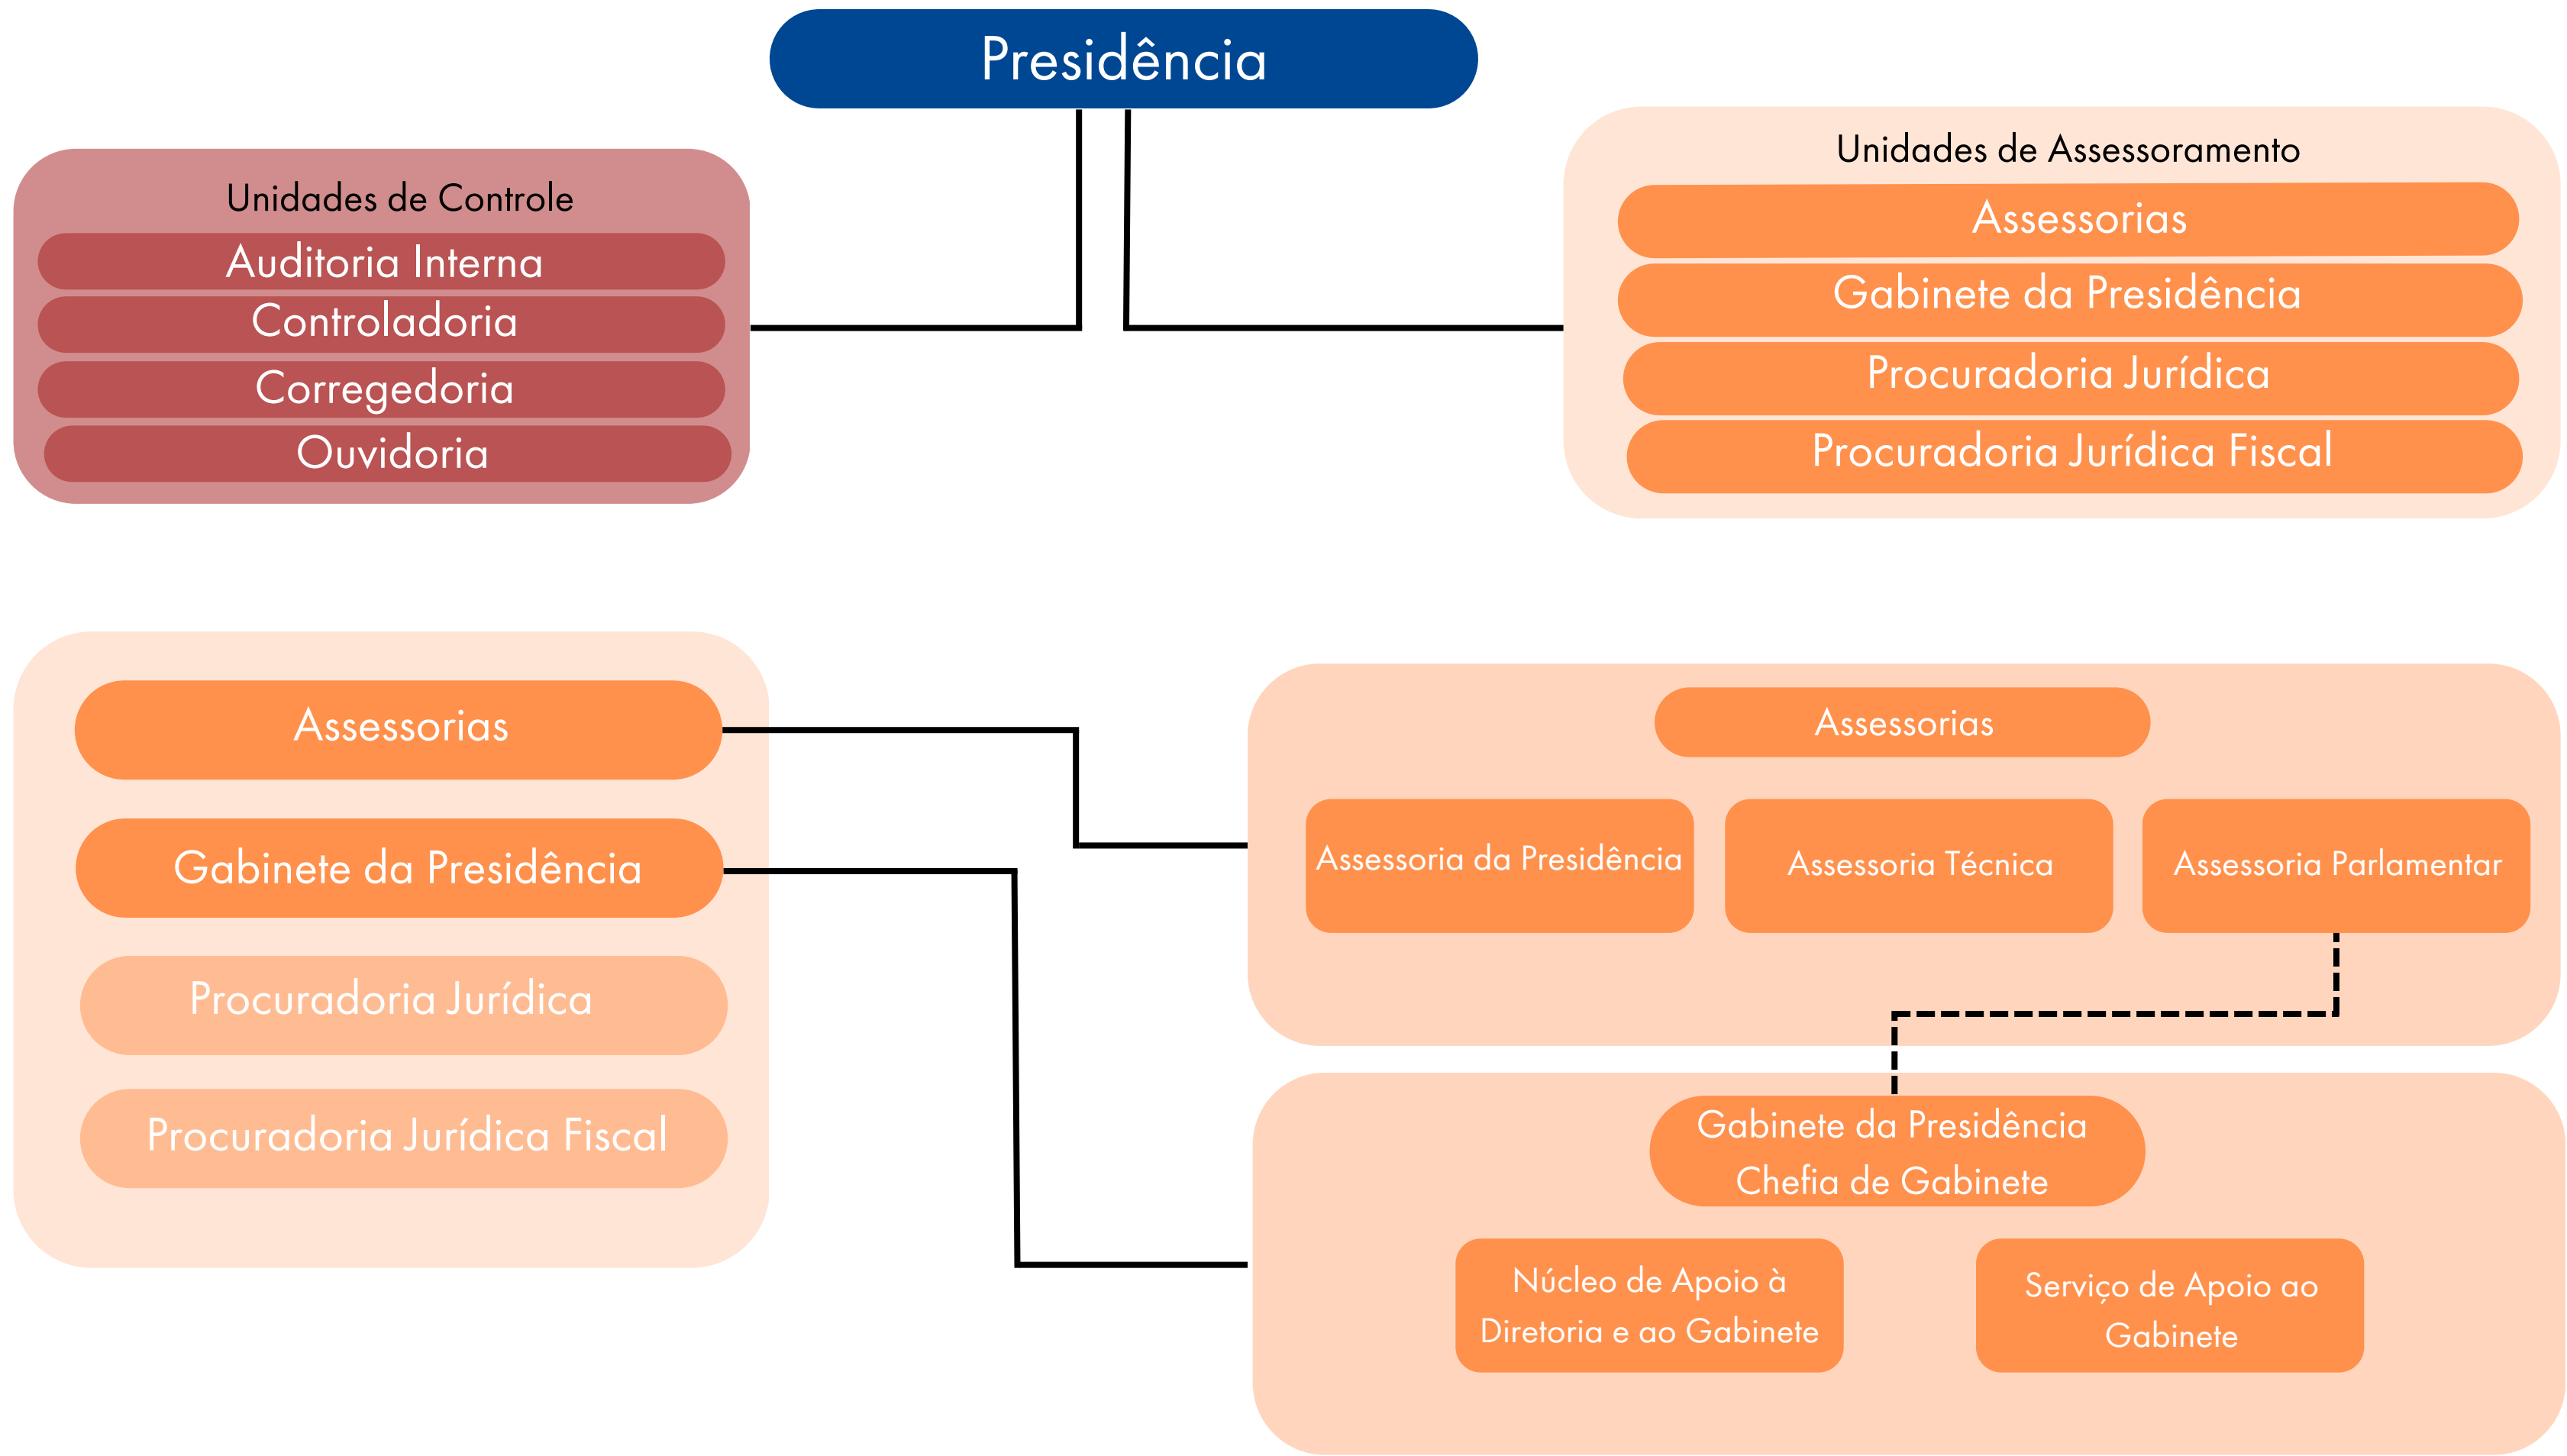 Presidência
Unidades de Controle
Auditoria Interna
Controladoria
Corregedoria
Ouvidoria
Unidades de Assessoramento
Assessorias
Gabinete da Presidência
Procuradoria Jurídica
Procuradoria Jurídica Fiscal
Assessorias
Gabinete da Presidência
Procuradoria Jurídica
Procuradoria Jurídica Fiscal
Assessorias
Assessoria da Presidência
Assessoria Técnica
Assessoria Parlamentar
Gabinete da Presidência
Chefia de Gabinete
Núcleo de Apoio à
Diretoria e ao Gabinete
Serviço de Apoio ao
Gabinete